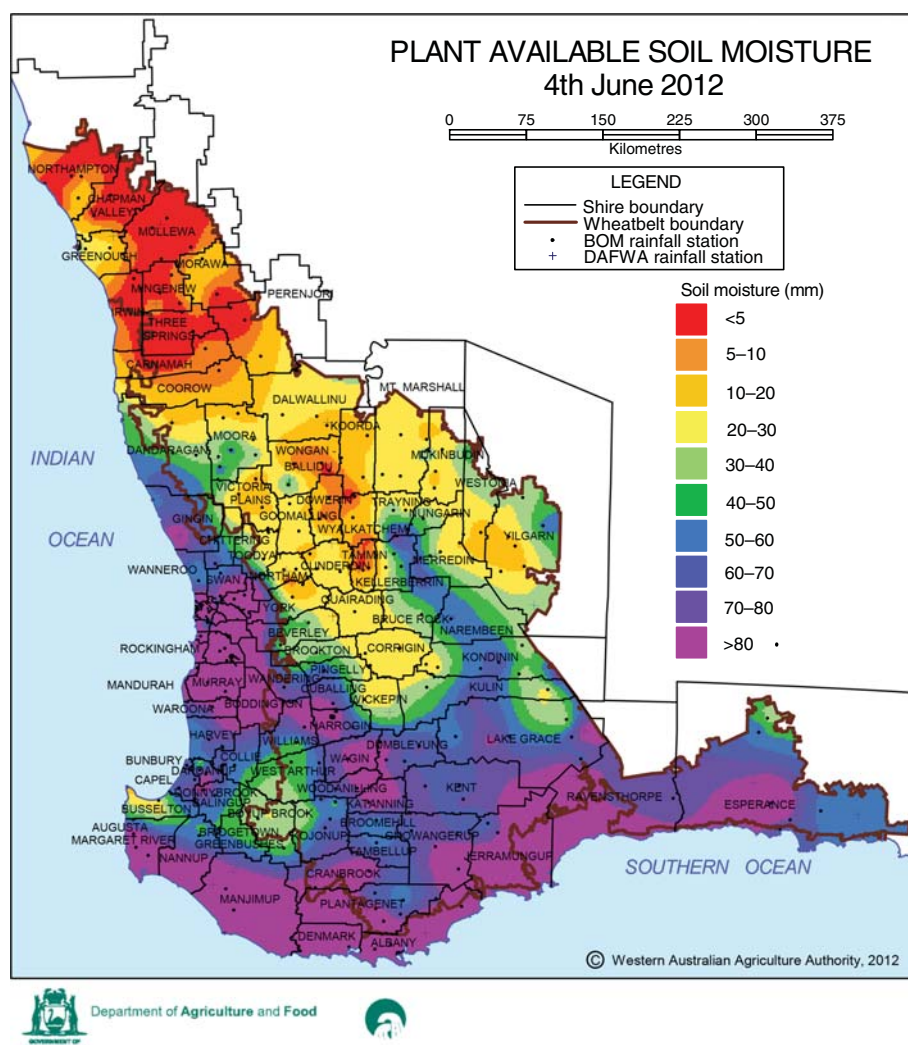 PLANT AVAILABLE SOIL MOISTURE
4th June 2012
0 75 150 225 300 375
Kilometres
LEGEND
Shire boundary
Wheatbelt boundary
BOM rainfall station
DAFWA rainfall station
Soil moisture (mm)
<5
5–10
10–20
20–30
30–40
40–50
50–60
60–70
70–80
>80
NORTHAMPTON
CHAPMAN
VALLEY
MULLEWA
GREENOUGH
MORAWA
MINGENEW
PERENJORI
IRWIN
THREE
SPRINGS
CARNAMAH
COOROW
MT. MARSHALL
DALWALLINU
KOORDA
MOORA
DANDARAGAN
WONGAN -
BALLIDU
MUKINBUDIN
WESTONIA
INDIAN
OCEAN
VICTORIA
PLAINS
DOWERIN
TRAYNING
NUNGARIN
GINGIN
GOOMALLING
WYALKATCHEM
YILGARN
CHITTERING
TOODYAY
TAMMIN
MERREDIN
WANNEROO
SWAN
NORTHAM
CUNDERDIN
KELLERBERRIN
QUAIRADING
YORK
BRUCE ROCK
BEVERLEY
NAREMBEEN
ROCKINGHAM
BROOKTON
CORRIGIN
KONDININ
PINGELLY
MANDURAH
MURRAY
WANDERING
CUBALLING
WICKEPIN
KULIN
WAROONA
BODDINGTON
NARROGIN
HARVEY
WILLIAMS
DUMBLEYUNG
LAKE GRACE
BUNBURY
COLLIE
WAGIN
CAPEL
DARDANUP
WEST ARTHUR
DONNYBROOK
BALINGUP
WOODANILLING
KENT
RAVENSTHORPE
BUSSELTON
BOYUP BROOK
KATANNING
ESPERANCE
AUGUSTA
MARGARET RIVER
BRIDGETOWN
GREENBUSHES
KOJONUP
BROOMEHILL
GNOWANGERUP
TAMBELLUP
NANNUP
JERRAMUNGUP
CRANBROOK
SOUTHERN OCEAN
MANJIMUP
PLANTAGENET
DENMARK
ALBANY
© Western Australian Agriculture Authority, 2012
Department of Agriculture and Food
GOVERNMENT OF